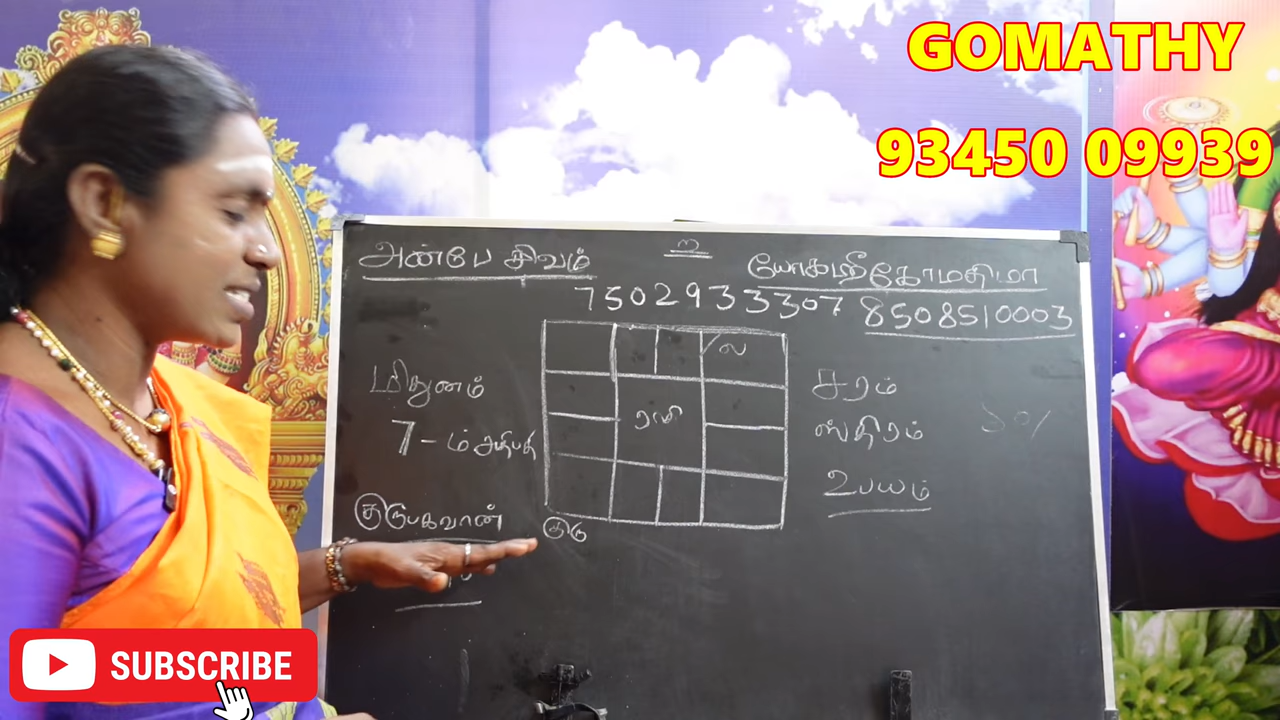 GOMATHY
93450 09939
அன்பே சிவம்
உ
யோகஸ்ரீ கோமதிமா
7502933307
8508510003
ல
மிதுனம்
சரம்
ராசி
7-ம் அதிபதி
ஸ்திரம்
உபயம்
குருபகவான்
குரு
SUBSCRIBE